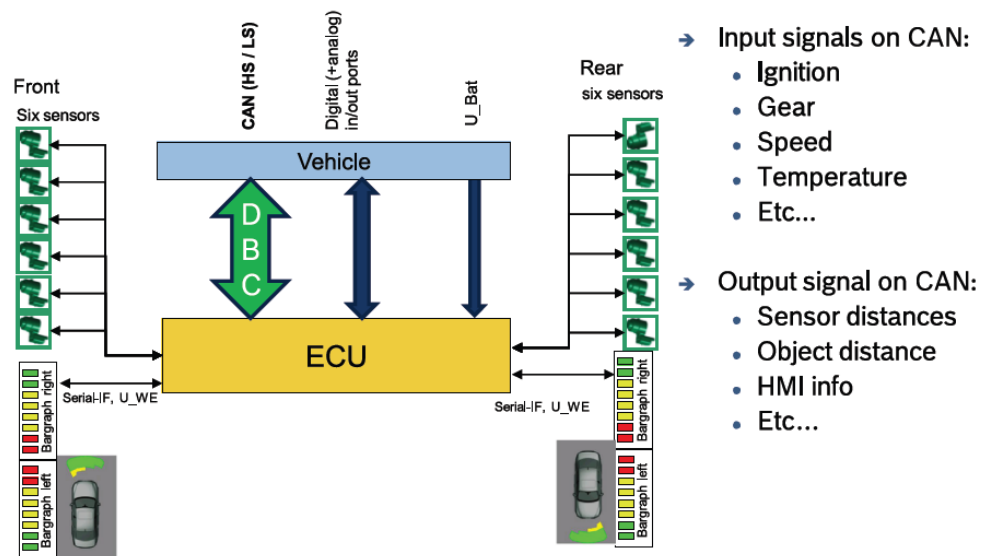 Front
Six sensors
CAN (HS / LS)
Digital (+analog)
in/out ports
U_Bat
Rear
six sensors
Vehicle
D
B
C
ECU
Serial-IF, U_WE
Serial-IF, U_WE
Bargraph right
Bargraph left
Bargraph right
Bargraph left
→ Input signals on CAN:
• Ignition
• Gear
• Speed
• Temperature
• Etc...
→ Output signal on CAN:
• Sensor distances
• Object distance
• HMI info
• Etc...